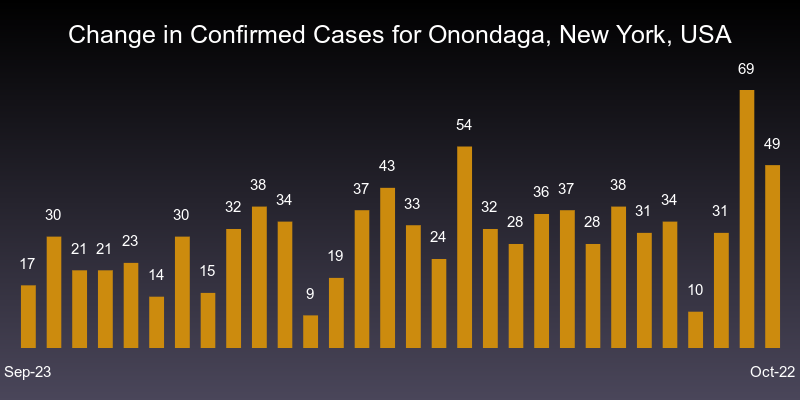 Change in Confirmed Cases for Onondaga, New York, USA
17 30 21 21 23 14 30 15 32 38 34 9 19 37 43 33 24 54 32 28 36 37 28 38 31 34 10 31 69 49
Sep-23 Oct-22